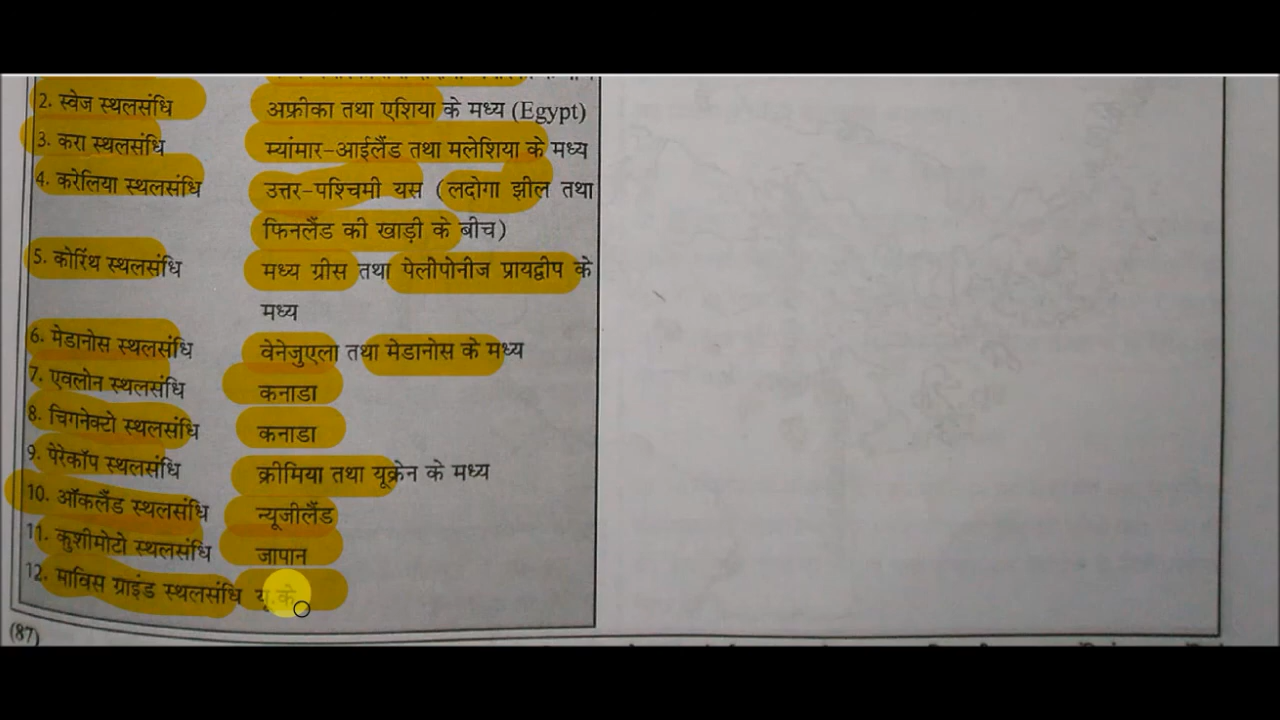 2. स्वेज स्थलसंधि अफ्रीका तथा एशिया के मध्य (Egypt)
3. करा स्थलसंधि म्यांमार-आईलैंड तथा मलेशिया के मध्य
4. करेलिया स्थलसंधि उत्तर-पश्चिमी यस (लदोगा झील तथा
फिनलैंड की खाड़ी के बीच)
5. कोरिंथ स्थलसंधि मध्य ग्रीस तथा पेलीपोनीज प्रायद्वीप के
मध्य
6. मेडानोस स्थलसंधि वेनेजुएला तथा मेडानोस के मध्य
7. एवलोन स्थलसंधि कनाडा
8. चिगनेक्टो स्थलसंधि कनाडा
9. पेरेकॉप स्थलसंधि क्रीमिया तथा यूक्रेन के मध्य
10. ऑकलैंड स्थलसंधि न्यूजीलैंड
11. कुशीमोटो स्थलसंधि जापान
12. माविस ग्राइंड स्थलसंधि यू.के.
(87)